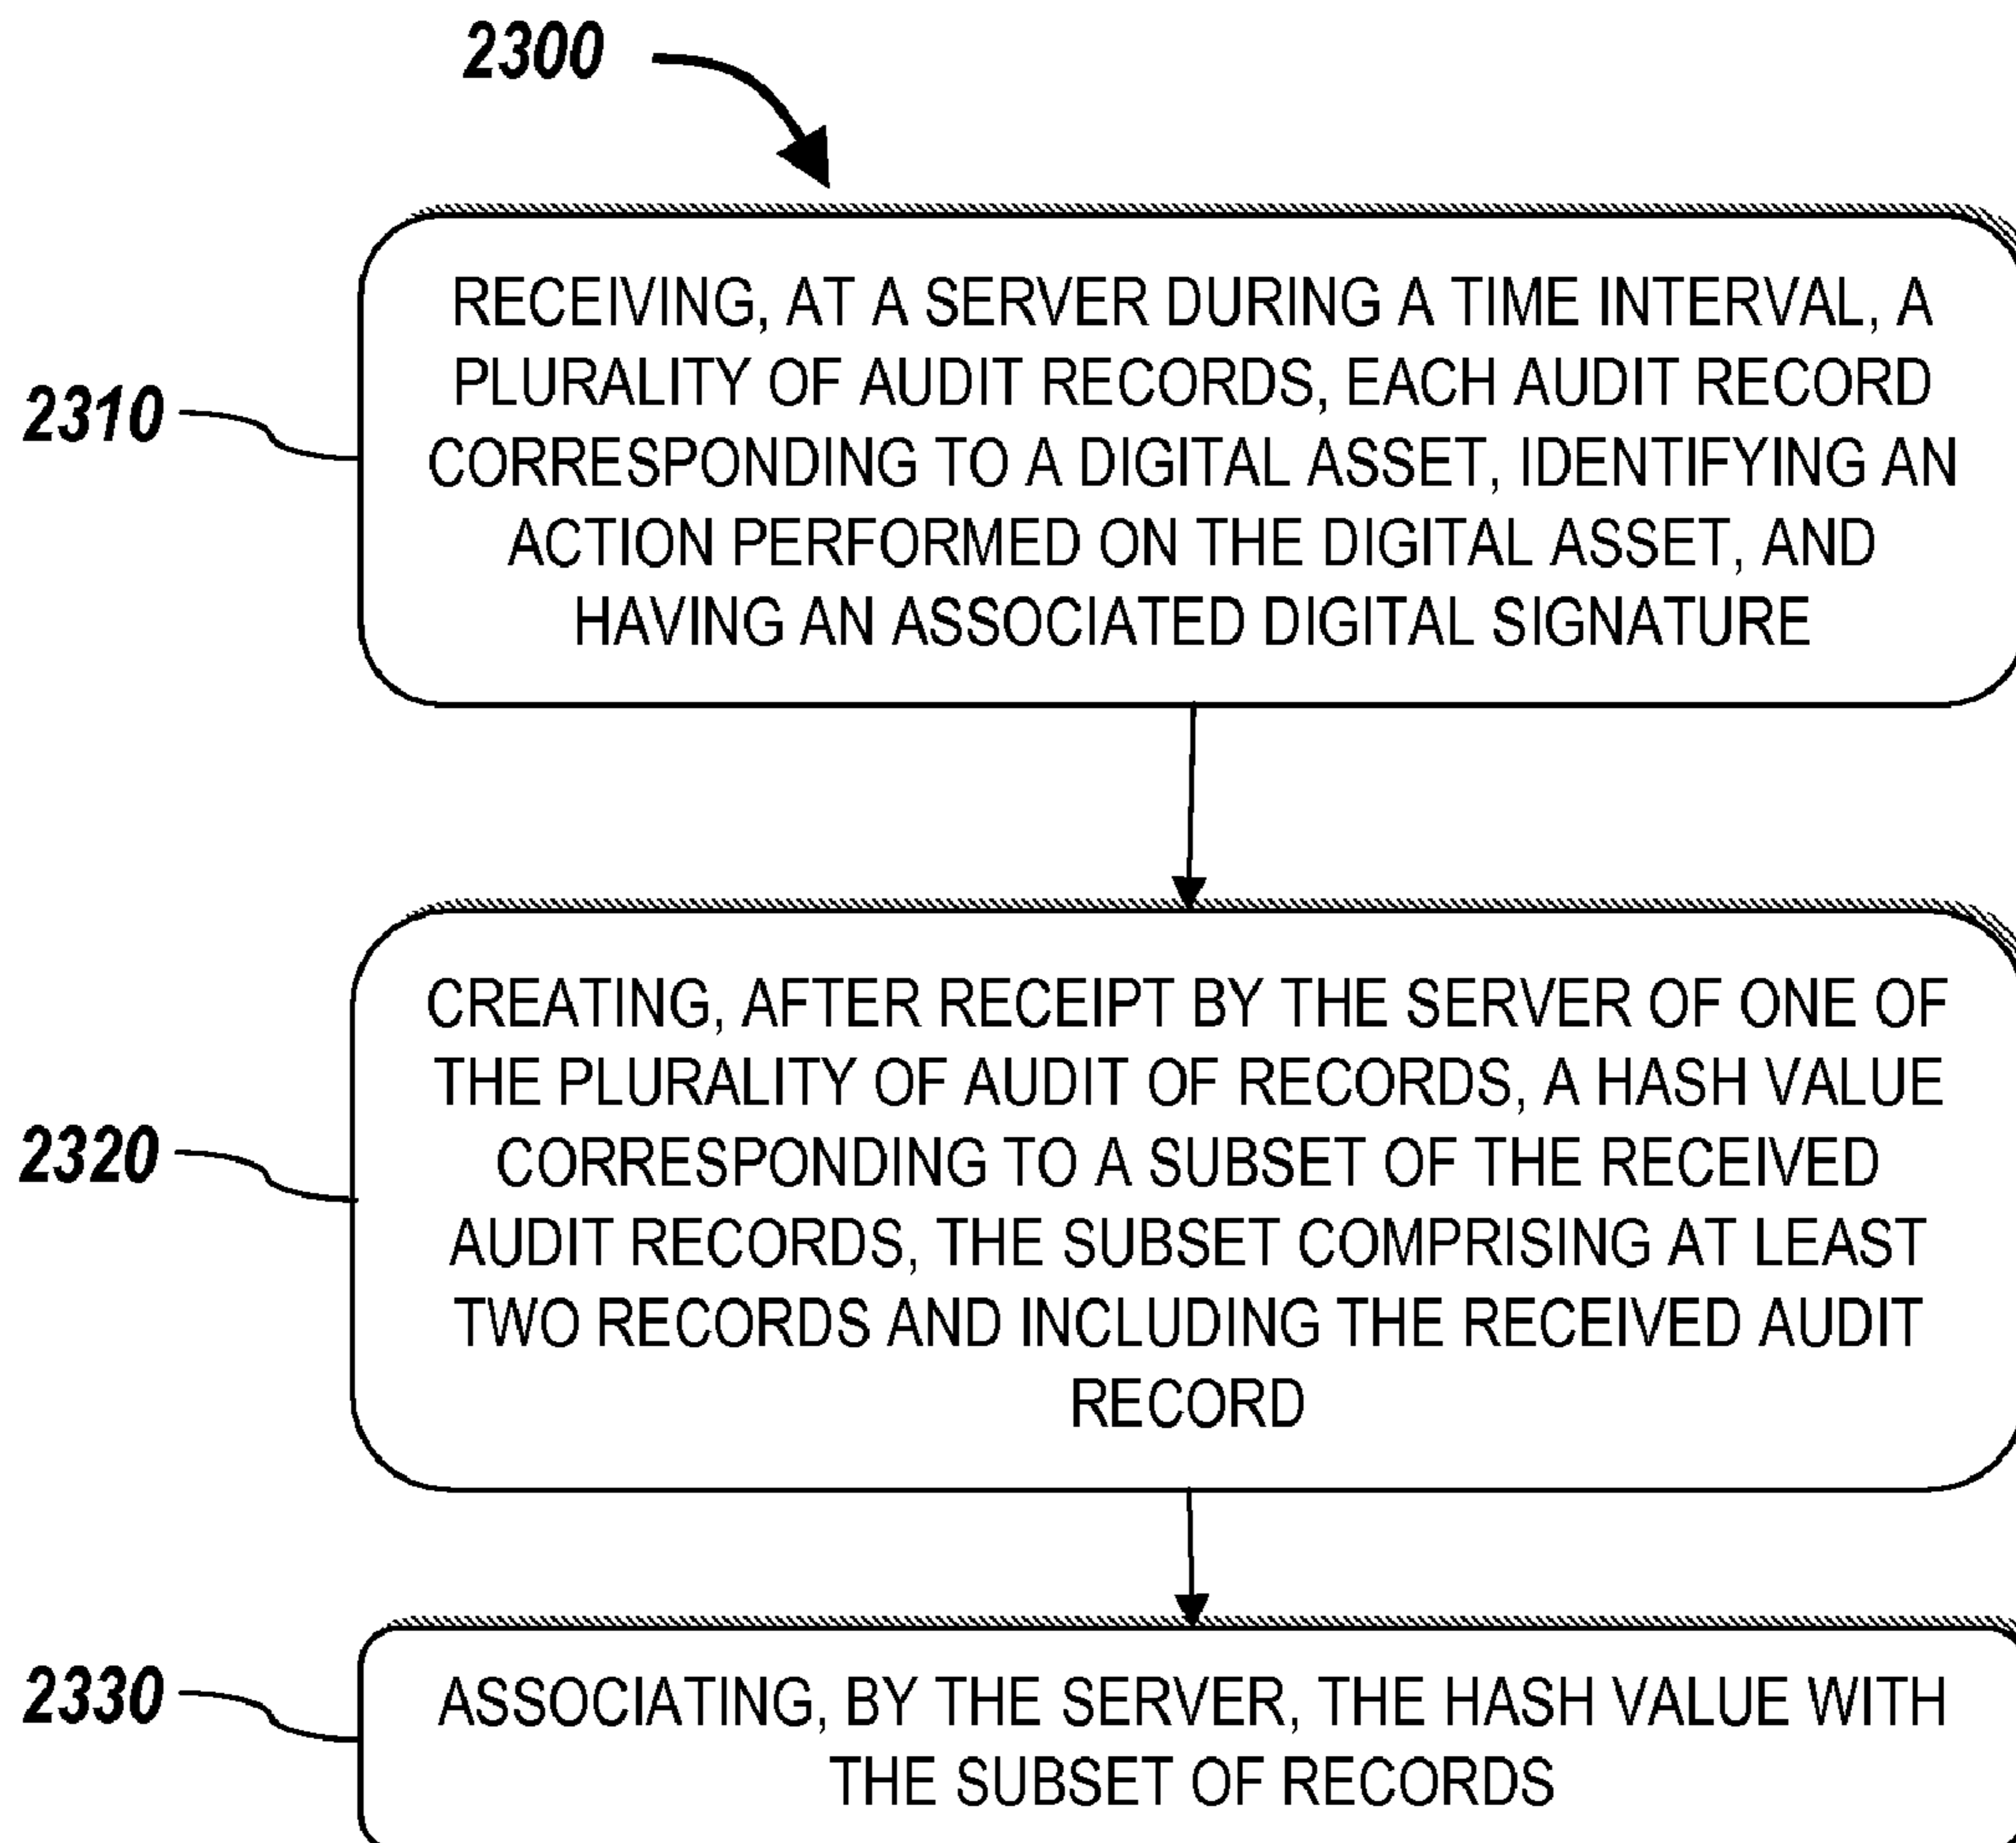 2300
2310
RECEIVING, AT A SERVER DURING A TIME INTERVAL, A
PLURALITY OF AUDIT RECORDS, EACH AUDIT RECORD
CORRESPONDING TO A DIGITAL ASSET, IDENTIFYING AN
ACTION PERFORMED ON THE DIGITAL ASSET, AND
HAVING AN ASSOCIATED DIGITAL SIGNATURE
2320
CREATING, AFTER RECEIPT BY THE SERVER OF ONE OF
THE PLURALITY OF AUDIT OF RECORDS, A HASH VALUE
CORRESPONDING TO A SUBSET OF THE RECEIVED
AUDIT RECORDS, THE SUBSET COMPRISING AT LEAST
TWO RECORDS AND INCLUDING THE RECEIVED AUDIT
RECORD
2330
ASSOCIATING, BY THE SERVER, THE HASH VALUE WITH
THE SUBSET OF RECORDS